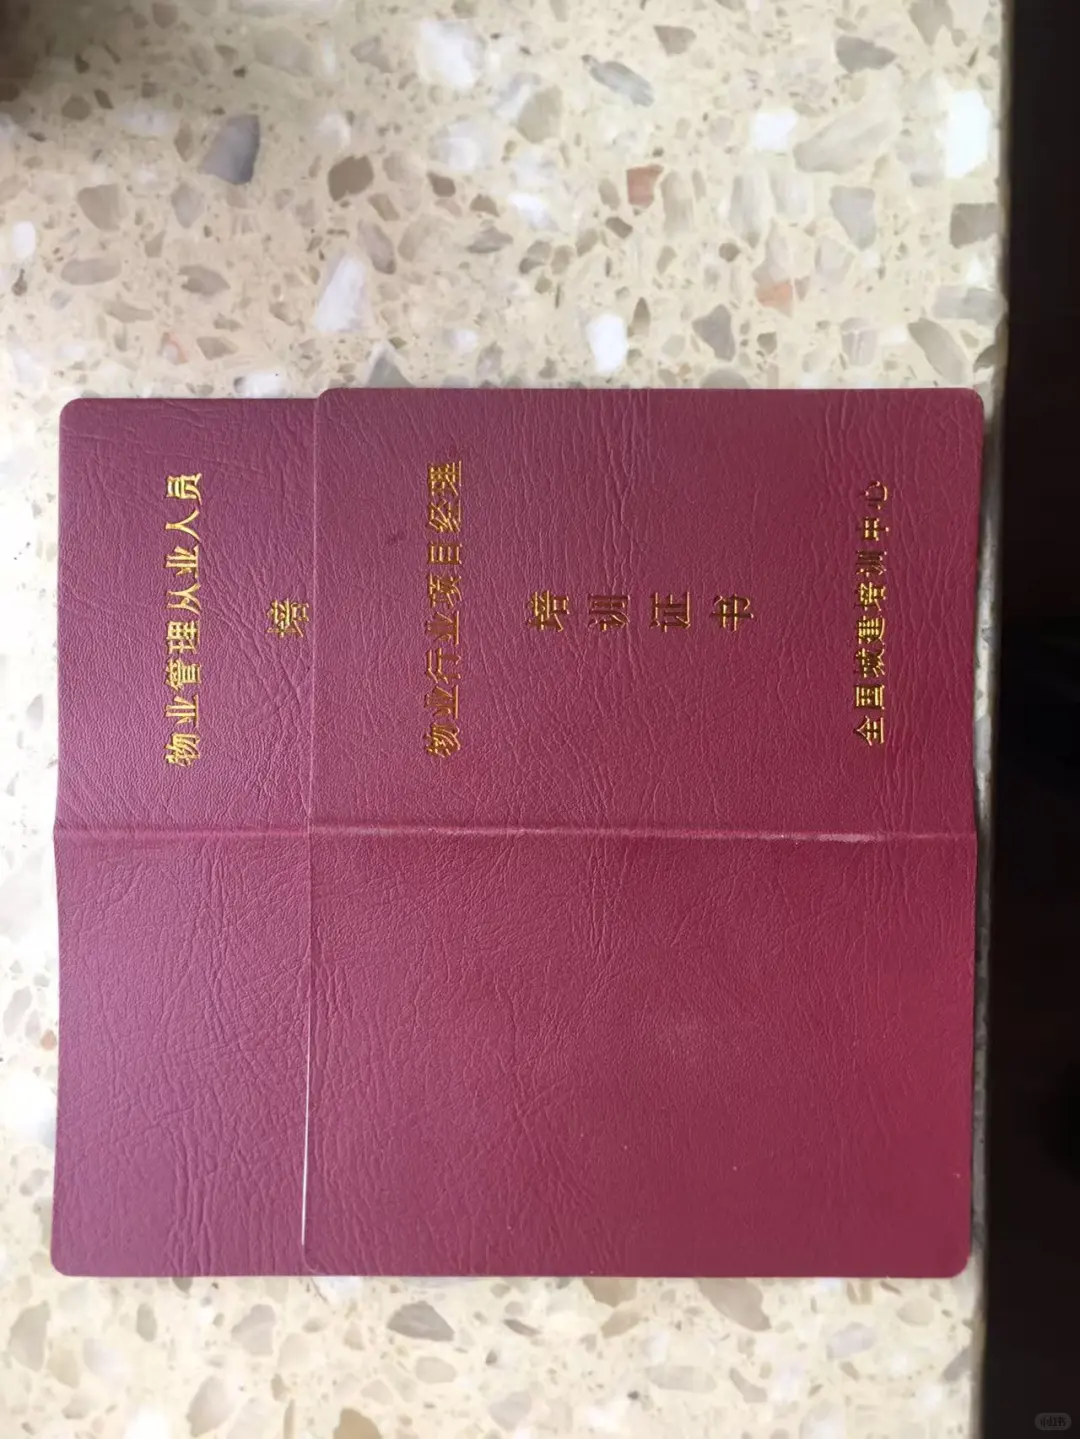 物业管理从业人员
培
物业行业项目经理
培训证书
全国城建培训中心